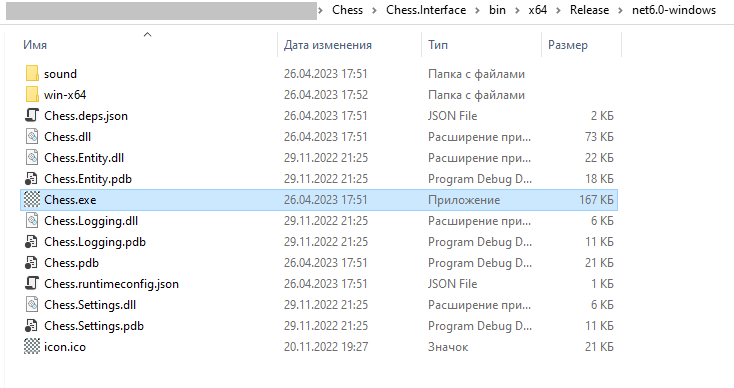 Chess > Chess.Interface > bin > x64 > Release > net6.0-windows
Имя Дата изменения Тип Размер
sound 26.04.2023 17:51 Папка с файлами
win-x64 26.04.2023 17:52 Папка с файлами
Chess.deps.json 26.04.2023 17:51 JSON File 2 КБ
Chess.dll 26.04.2023 17:51 Расширение при... 73 КБ
Chess.Entity.dll 29.11.2022 21:25 Расширение при... 22 КБ
Chess.Entity.pdb 29.11.2022 21:25 Program Debug D... 18 КБ
Chess.exe 26.04.2023 17:51 Приложение 167 КБ
Chess.Logging.dll 29.11.2022 21:25 Расширение при... 6 КБ
Chess.Logging.pdb 29.11.2022 21:25 Program Debug D... 11 КБ
Chess.pdb 26.04.2023 17:51 Program Debug D... 21 КБ
Chess.runtimeconfig.json 26.04.2023 17:51 JSON File 1 КБ
Chess.Settings.dll 29.11.2022 21:25 Расширение при... 6 КБ
Chess.Settings.pdb 29.11.2022 21:25 Program Debug D... 11 КБ
icon.ico 20.11.2022 19:27 Значок 21 КБ